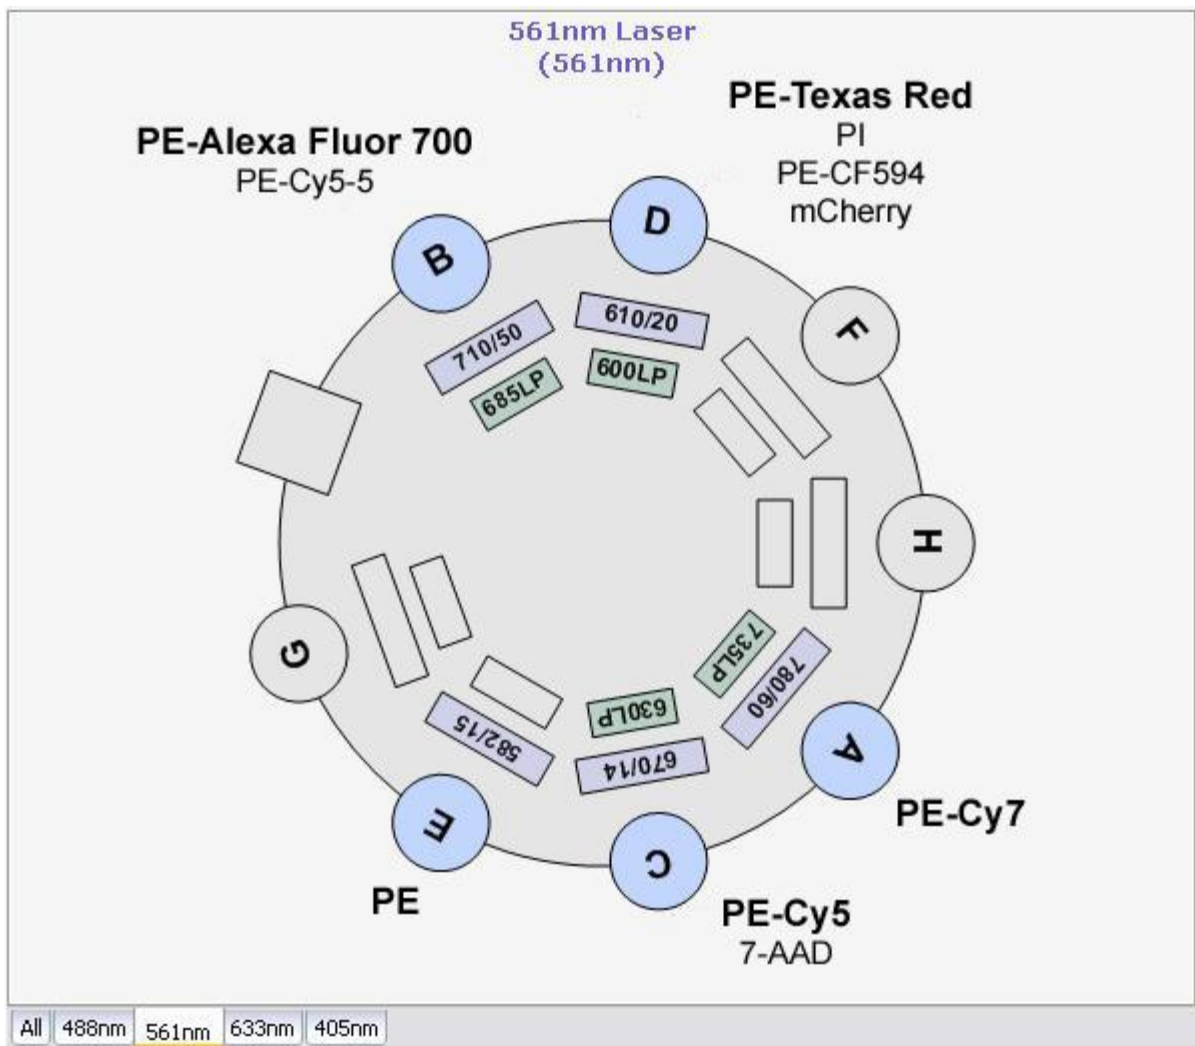 561nm Laser
(561nm)
PE-Texas Red
PI
PE-CF594
mCherry
PE-Alexa Fluor 700
PE-Cy5-5
D
B
F
610/20
710/50
600LP
685LP
H
735LP
780/60
630LP
670/14
582/15
G
A
PE-Cy7
E
C
PE
PE-Cy5
7-AAD
All 488nm 561nm 633nm 405nm